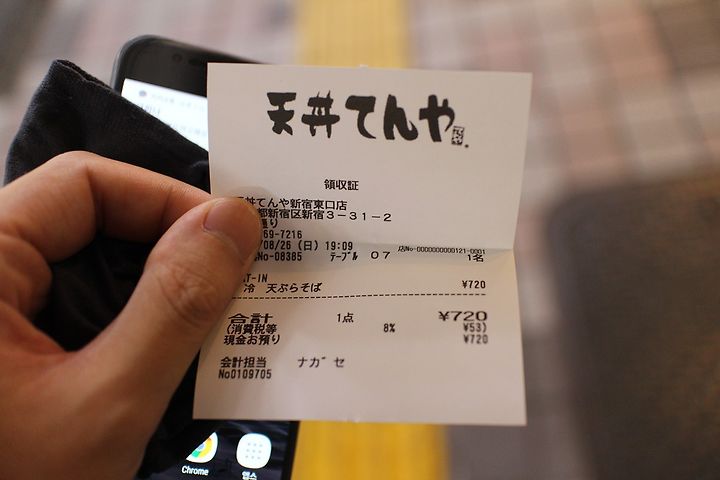 天丼てんや
領収証
丼てんや新宿東口店
都新宿区新宿3-31-2
69-7216
/08/26 (日) 19:09
店No-0000000000121-0001
No-08385 テーブル 07 1名
T-IN
冷 天ぷらそば ¥720
合計 1点 ¥720
(消費税等 8% ¥53)
現金お預り ¥720
会計担当 ナガセ
No0109705
Chrome